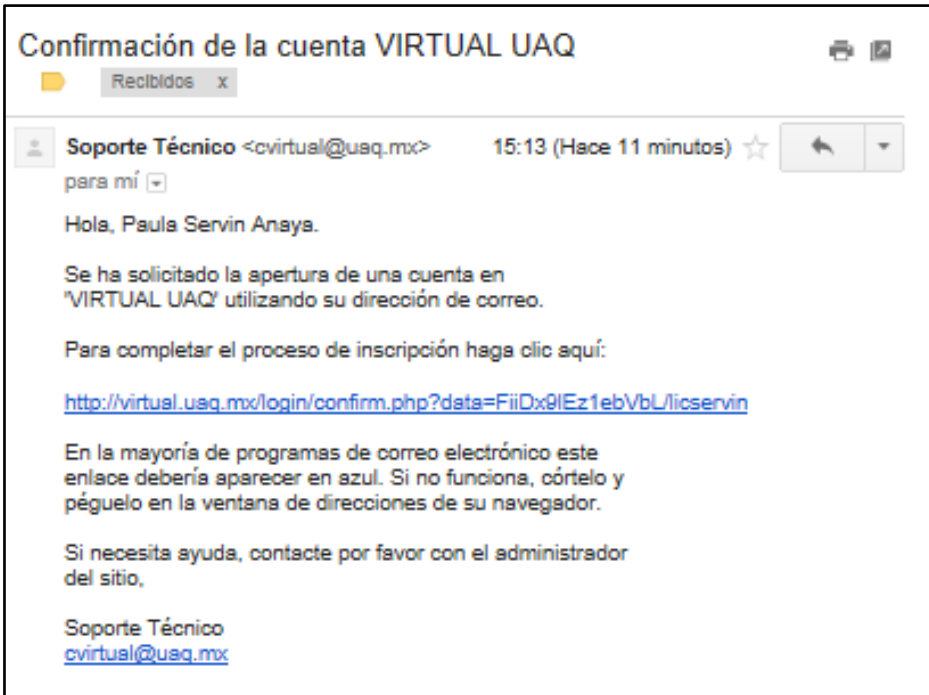 Confirmación de la cuenta VIRTUAL UAQ
Recibidos x
Soporte Técnico <cvirtual@uaq.mx> 15:13 (Hace 11 minutos)
para mí
Hola, Paula Servin Anaya.
Se ha solicitado la apertura de una cuenta en
'VIRTUAL UAQ' utilizando su dirección de correo.
Para completar el proceso de inscripción haga clic aquí:
http://virtual.uaq.mx/login/confirm.php?data=FiiDx9lEz1ebVbL/licservin
En la mayoría de programas de correo electrónico este
enlace debería aparecer en azul. Si no funciona, córtelo y
péguelo en la ventana de direcciones de su navegador.
Si necesita ayuda, contacte por favor con el administrador
del sitio,
Soporte Técnico
cvirtual@uaq.mx